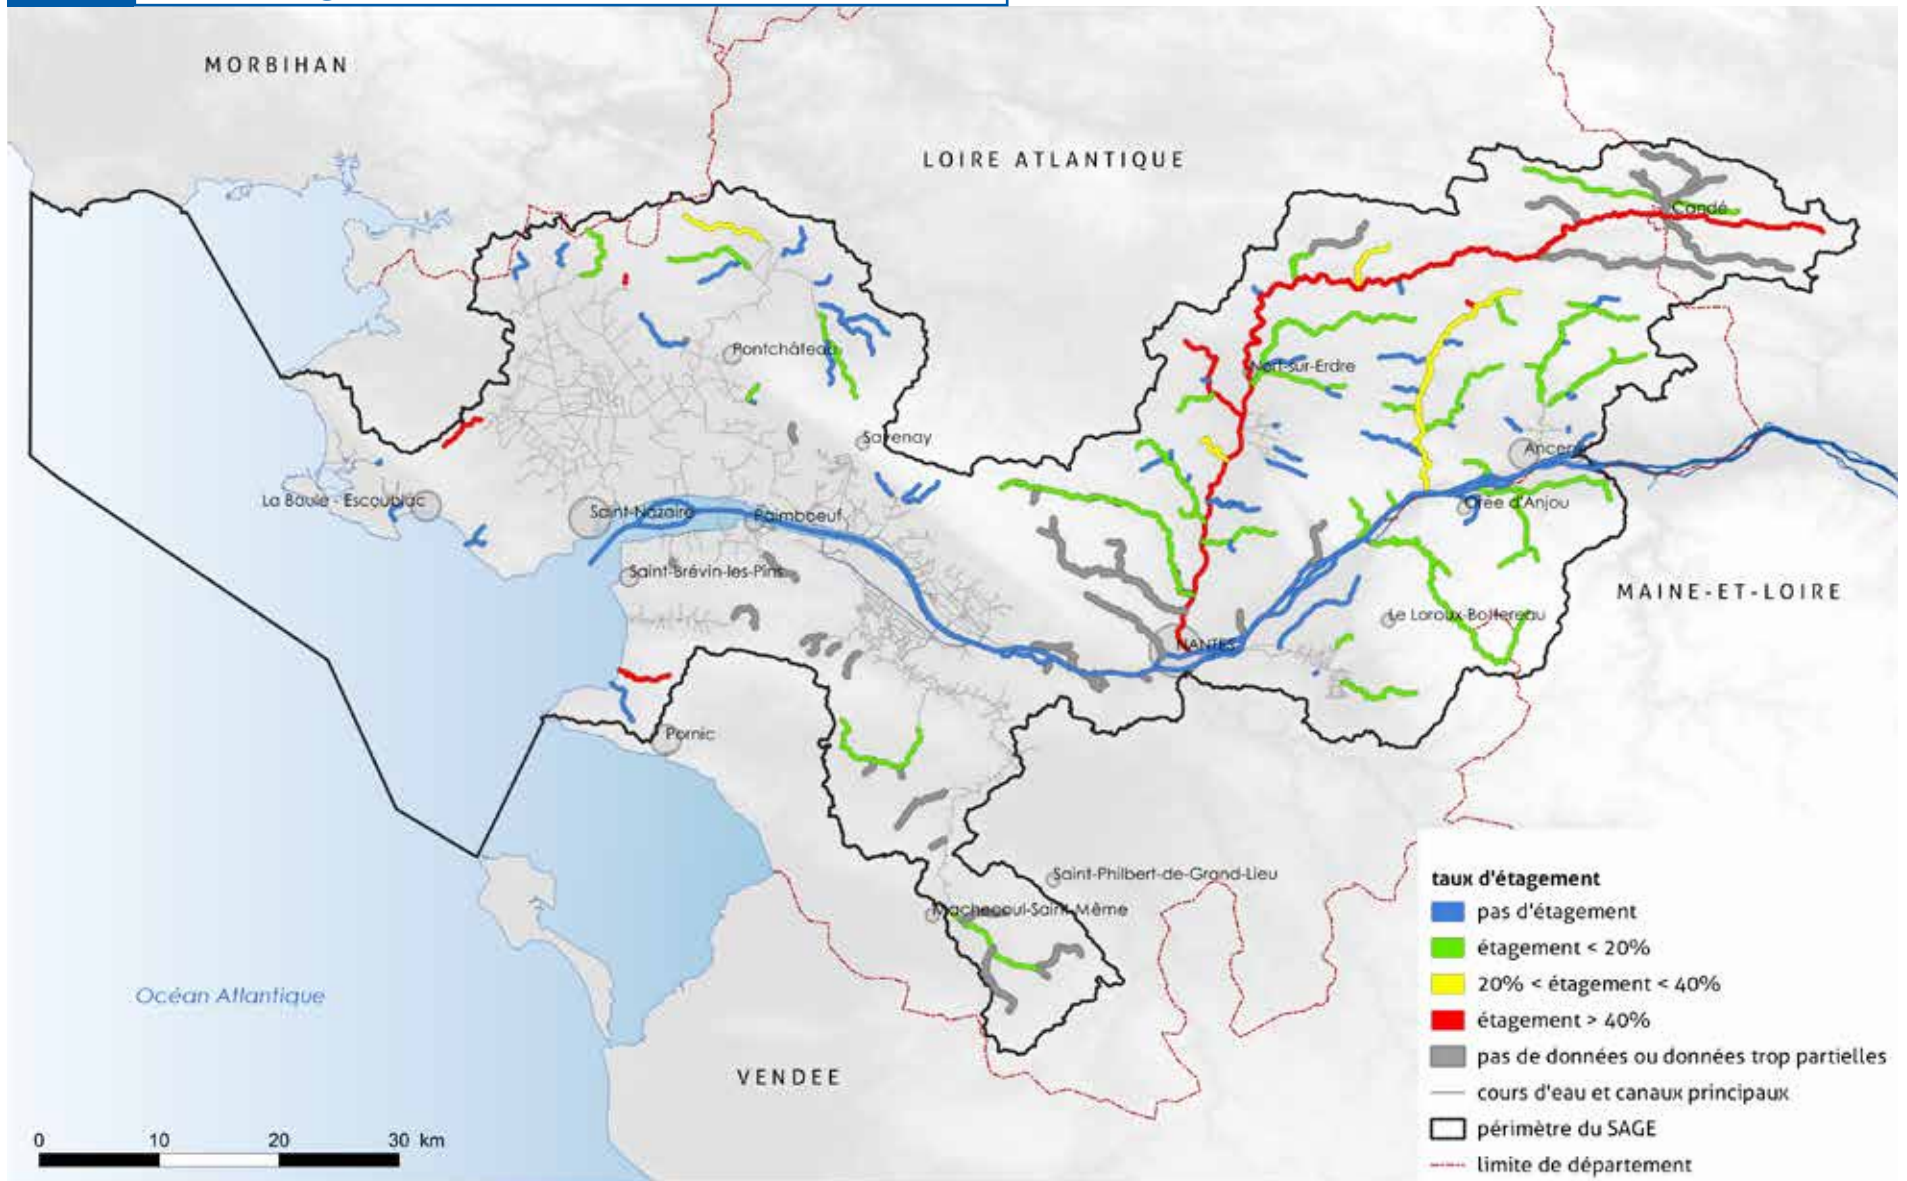 MORBIHAN
LOIRE ATLANTIQUE
Candé
Pontchâteau
Nort-sur-Erdre
Savenay
Ancenis
La Baule - Escoublac
Saint-Nazaire
Paimboeuf
Orée d'Anjou
Saint-Brévin-les-Pins
MAINE-ET-LOIRE
Le Loroux-Bottereau
NANTES
Pornic
Saint-Philbert-de-Grand-Lieu
Machecoul-Saint-Même
Océan Atlantique
VENDEE
taux d'étagement
pas d'étagement
étagement < 20%
20% < étagement < 40%
étagement > 40%
pas de données ou données trop partielles
cours d'eau et canaux principaux
périmètre du SAGE
limite de département
0 10 20 30 km